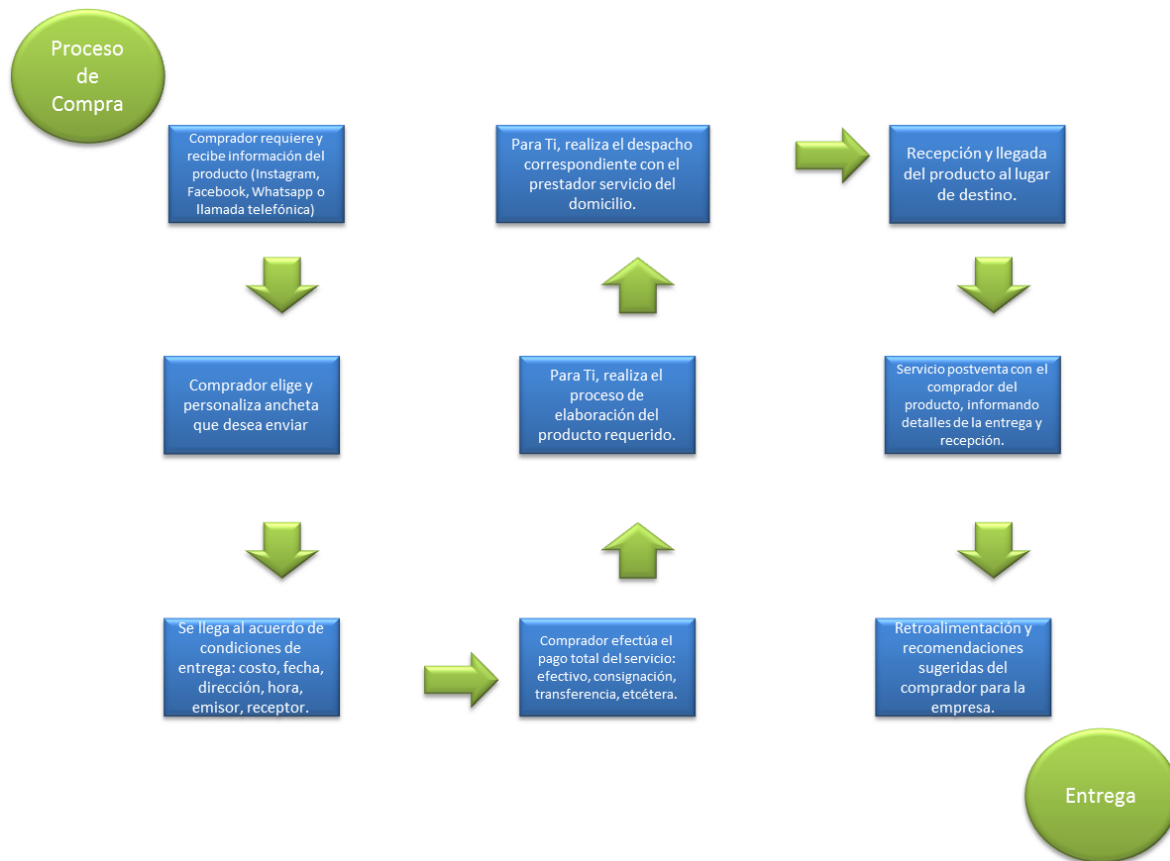 Proceso
de
Compra
Comprador requiere y
recibe información del
producto (Instagram,
Facebook, Whatsapp o
llamada telefónica)
Comprador elige y
personaliza ancheta
que desea enviar
Se llega al acuerdo de
condiciones de
entrega: costo, fecha,
dirección, hora,
emisor, receptor.
Comprador efectúa el
pago total del servicio:
efectivo, consignación,
transferencia, etcétera.
Para Ti, realiza el
proceso de
elaboración del
producto requerido.
Para Ti, realiza el despacho
correspondiente con el
prestador servicio del
domicilio.
Recepción y llegada
del producto al lugar
de destino.
Servicio postventa con el
comprador del
producto, informando
detalles de la entrega y
recepción.
Retroalimentación y
recomendaciones
sugeridas del
comprador para la
empresa.
Entrega